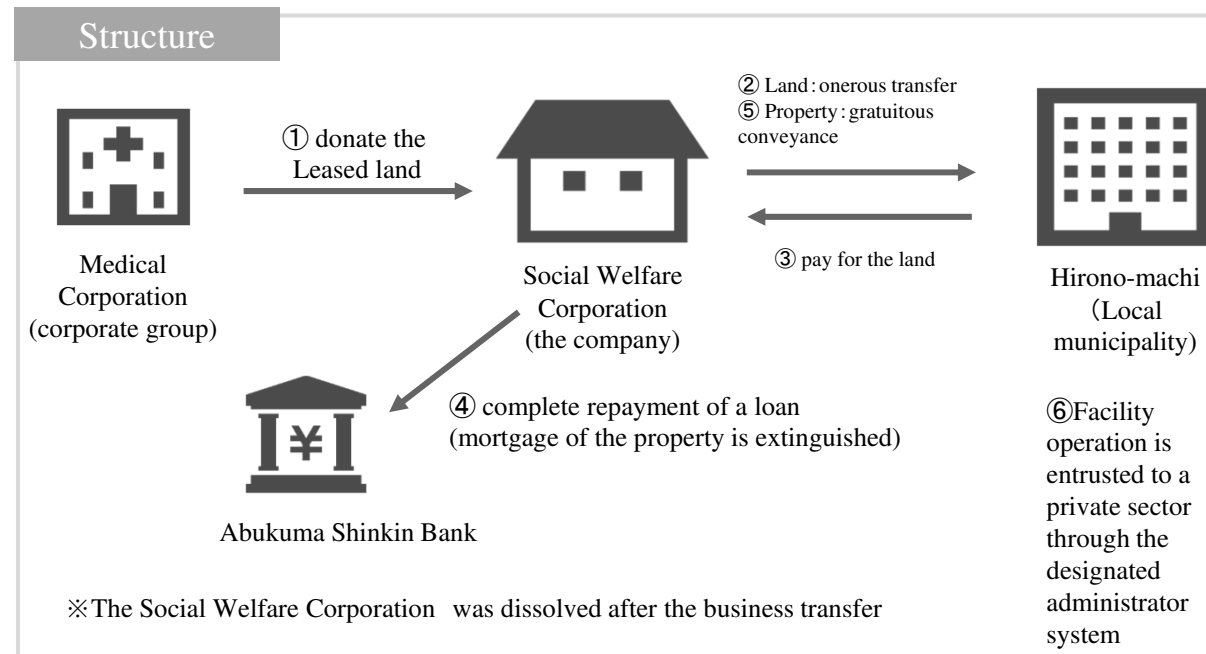 Structure
① donate the
Leased land
② Land：onerous transfer
⑤ Property：gratuitous
conveyance
③ pay for the land
Medical
Corporation
(corporate group)
Social Welfare
Corporation
(the company)
Hirono-machi
（Local
municipality)
④ complete repayment of a loan
(mortgage of the property is extinguished)
¥
Abukuma Shinkin Bank
⑥Facility
operation is
entrusted to a
private sector
through the
designated
administrator
system
※The Social Welfare Corporation was dissolved after the business transfer